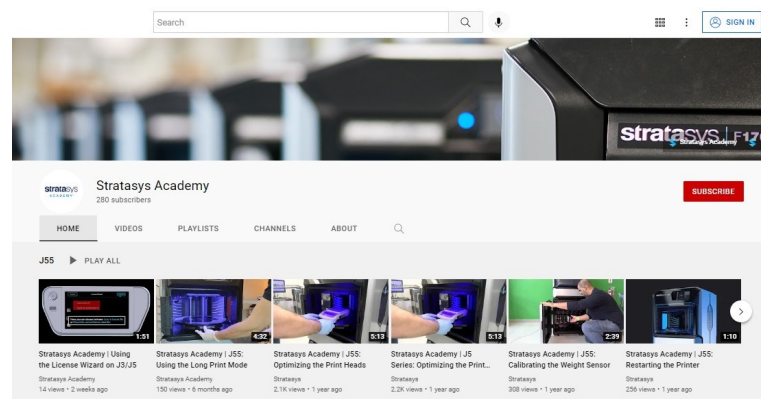 Search
SIGN IN
stratasys | F170
Stratasys Academy
stratasys
ACADEMY
Stratasys Academy
280 subscribers
SUBSCRIBE
HOME VIDEOS PLAYLISTS CHANNELS ABOUT
J55 PLAY ALL
1:51 4:32 5:13 5:13 2:39 1:10
Stratasys Academy | Using the License Wizard on J3/J5
Stratasys Academy
14 views • 2 weeks ago
Stratasys Academy | J55: Using the Long Print Mode
Stratasys Academy
150 views • 6 months ago
Stratasys Academy | J55: Optimizing the Print Heads
Stratasys
2.1K views • 1 year ago
Stratasys Academy | J5 Series: Optimizing the Print...
Stratasys
2.2K views • 1 year ago
Stratasys Academy | J55: Calibrating the Weight Sensor
Stratasys
308 views • 1 year ago
Stratasys Academy | J55: Restarting the Printer
Stratasys
256 views • 1 year ago